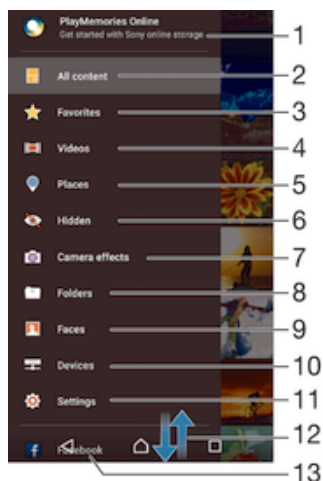 PlayMemories Online
Get started with Sony online storage
1
All content
2
Favorites
3
Videos
4
Places
5
Hidden
6
Camera effects
7
Folders
8
Faces
9
Devices
10
Settings
11
12
f Facebook
13